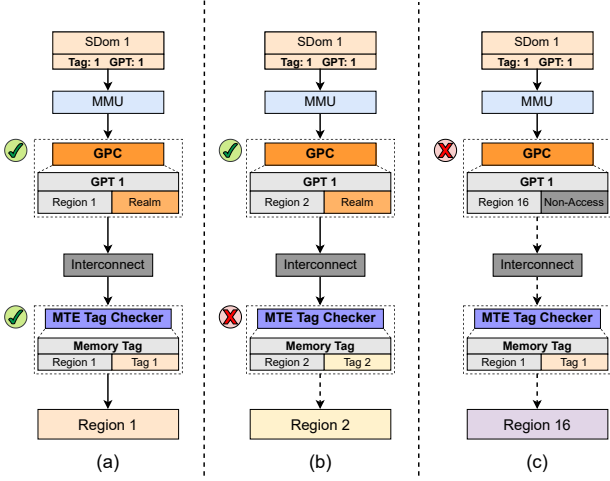 SDom 1
Tag: 1 GPT: 1
MMU
GPC
GPT 1
Region 1 Realm
Interconnect
MTE Tag Checker
Memory Tag
Region 1 Tag 1
Region 1
(a)
SDom 1
Tag: 1 GPT: 1
MMU
GPC
GPT 1
Region 2 Realm
Interconnect
MTE Tag Checker
Memory Tag
Region 2 Tag 2
Region 2
(b)
SDom 1
Tag: 1 GPT: 1
MMU
GPC
GPT 1
Region 16 Non-Access
Interconnect
MTE Tag Checker
Memory Tag
Region 1 Tag 1
Region 16
(c)